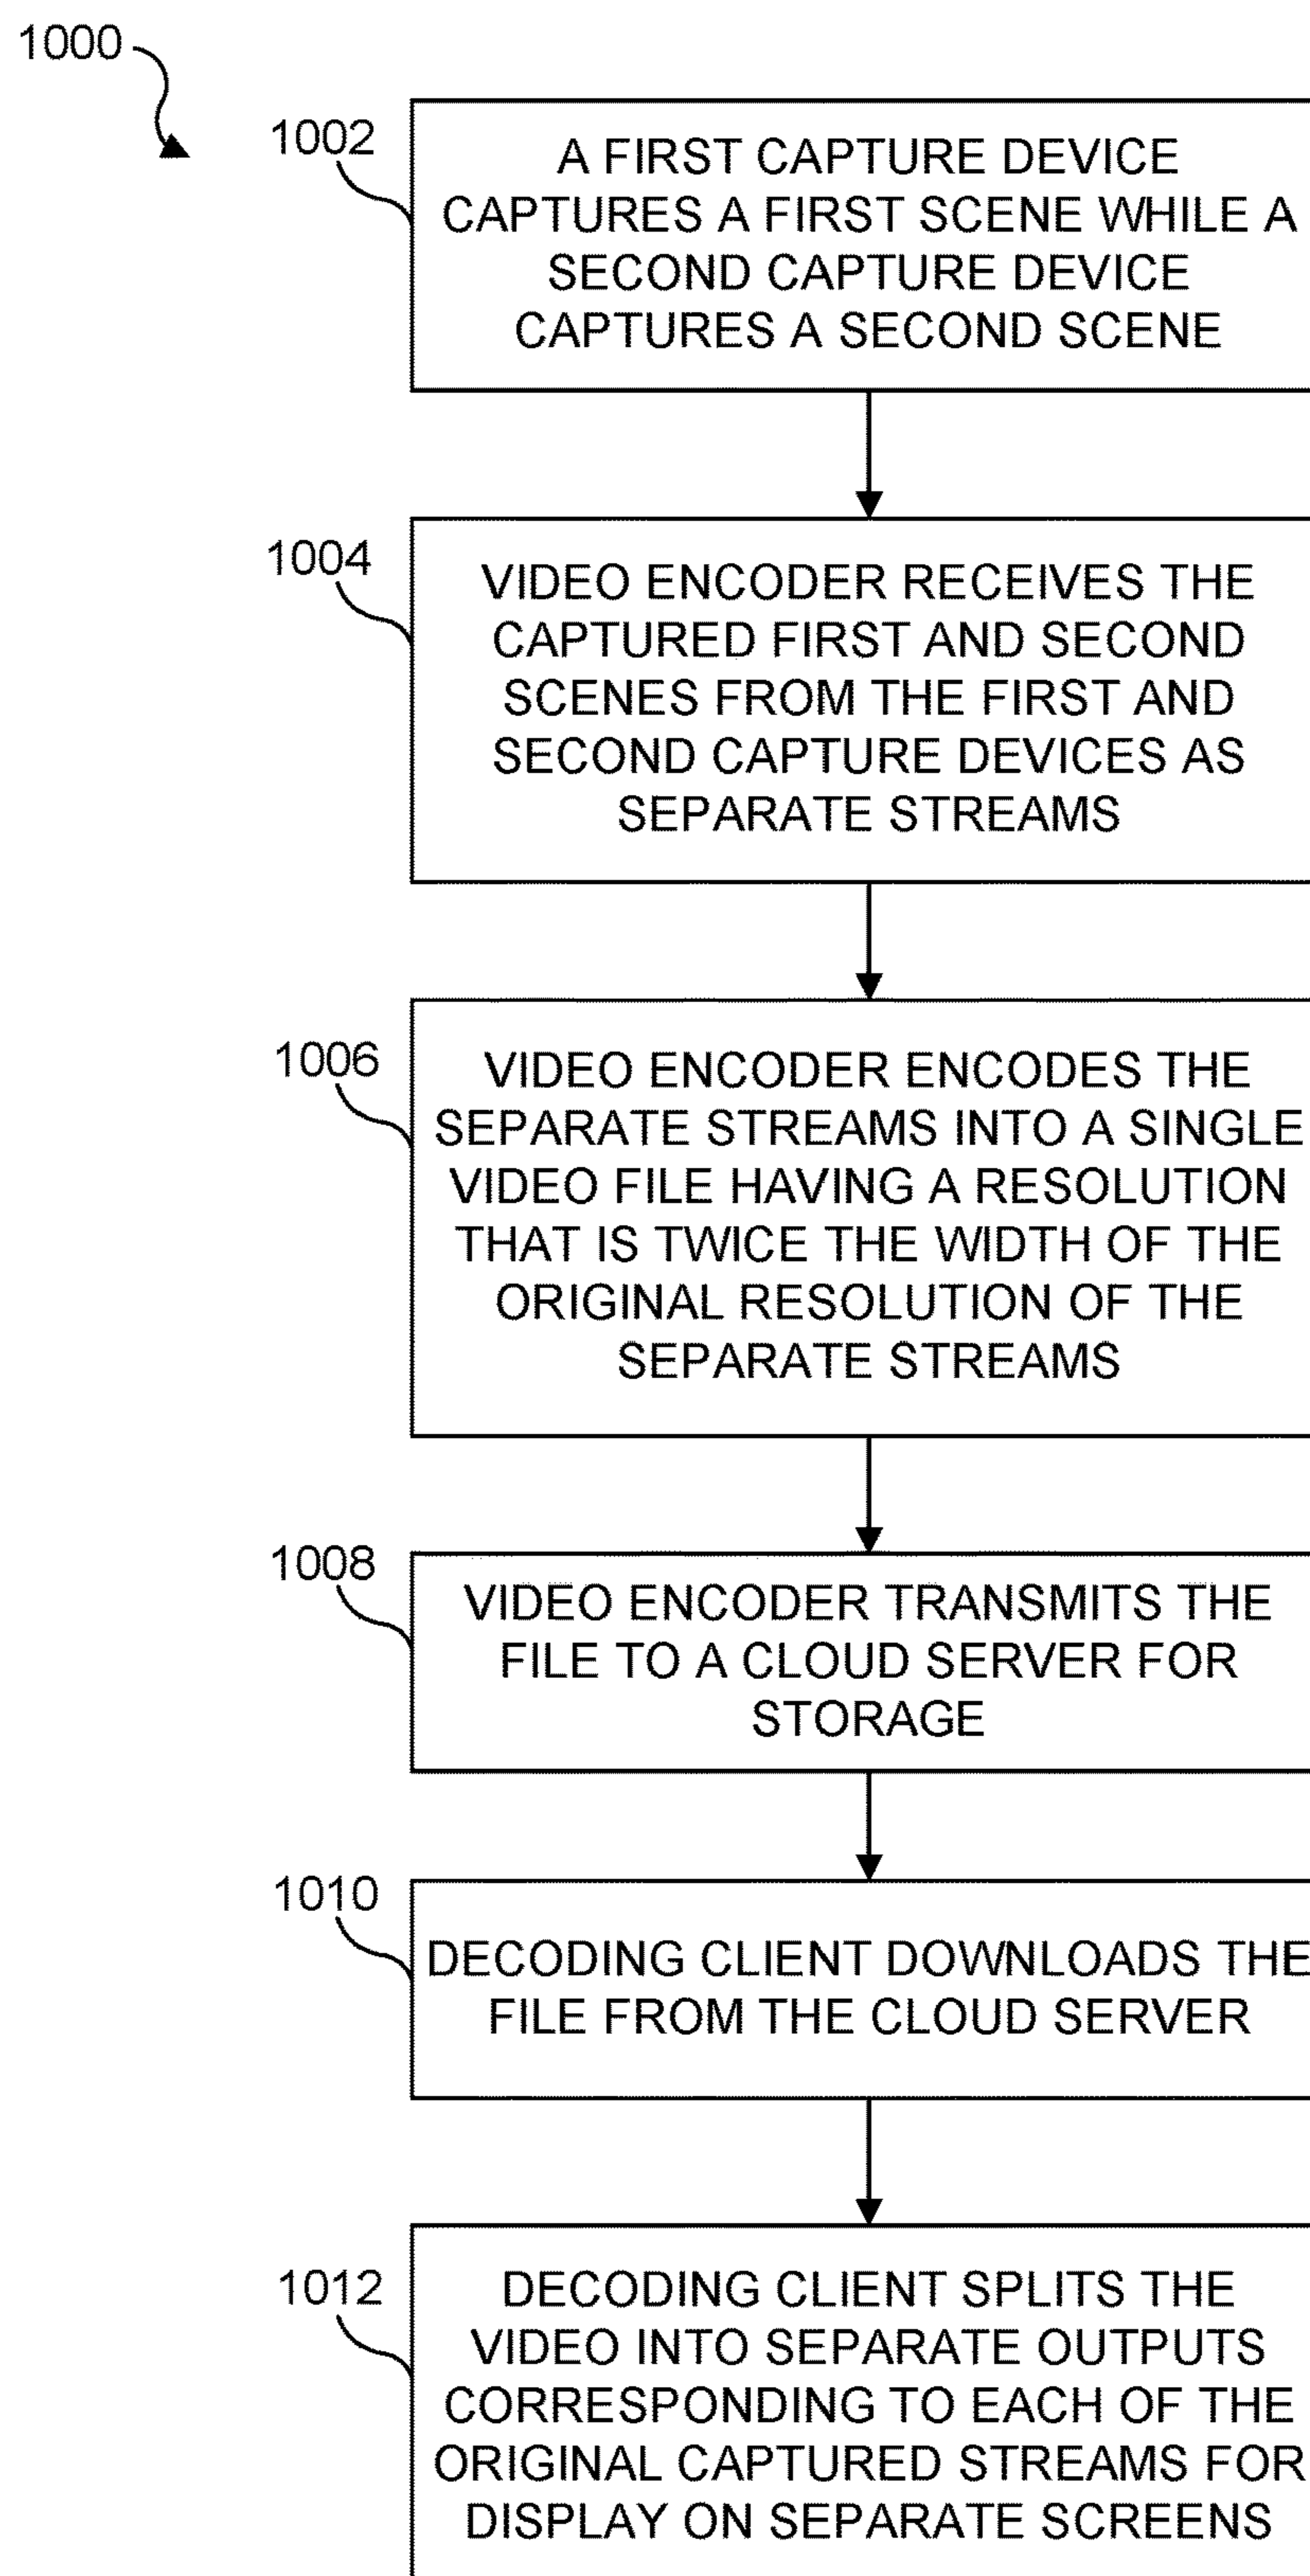 1000
1002
A FIRST CAPTURE DEVICE
CAPTURES A FIRST SCENE WHILE A
SECOND CAPTURE DEVICE
CAPTURES A SECOND SCENE
1004
VIDEO ENCODER RECEIVES THE
CAPTURED FIRST AND SECOND
SCENES FROM THE FIRST AND
SECOND CAPTURE DEVICES AS
SEPARATE STREAMS
1006
VIDEO ENCODER ENCODES THE
SEPARATE STREAMS INTO A SINGLE
VIDEO FILE HAVING A RESOLUTION
THAT IS TWICE THE WIDTH OF THE
ORIGINAL RESOLUTION OF THE
SEPARATE STREAMS
1008
VIDEO ENCODER TRANSMITS THE
FILE TO A CLOUD SERVER FOR
STORAGE
1010
DECODING CLIENT DOWNLOADS THE
FILE FROM THE CLOUD SERVER
1012
DECODING CLIENT SPLITS THE
VIDEO INTO SEPARATE OUTPUTS
CORRESPONDING TO EACH OF THE
ORIGINAL CAPTURED STREAMS FOR
DISPLAY ON SEPARATE SCREENS